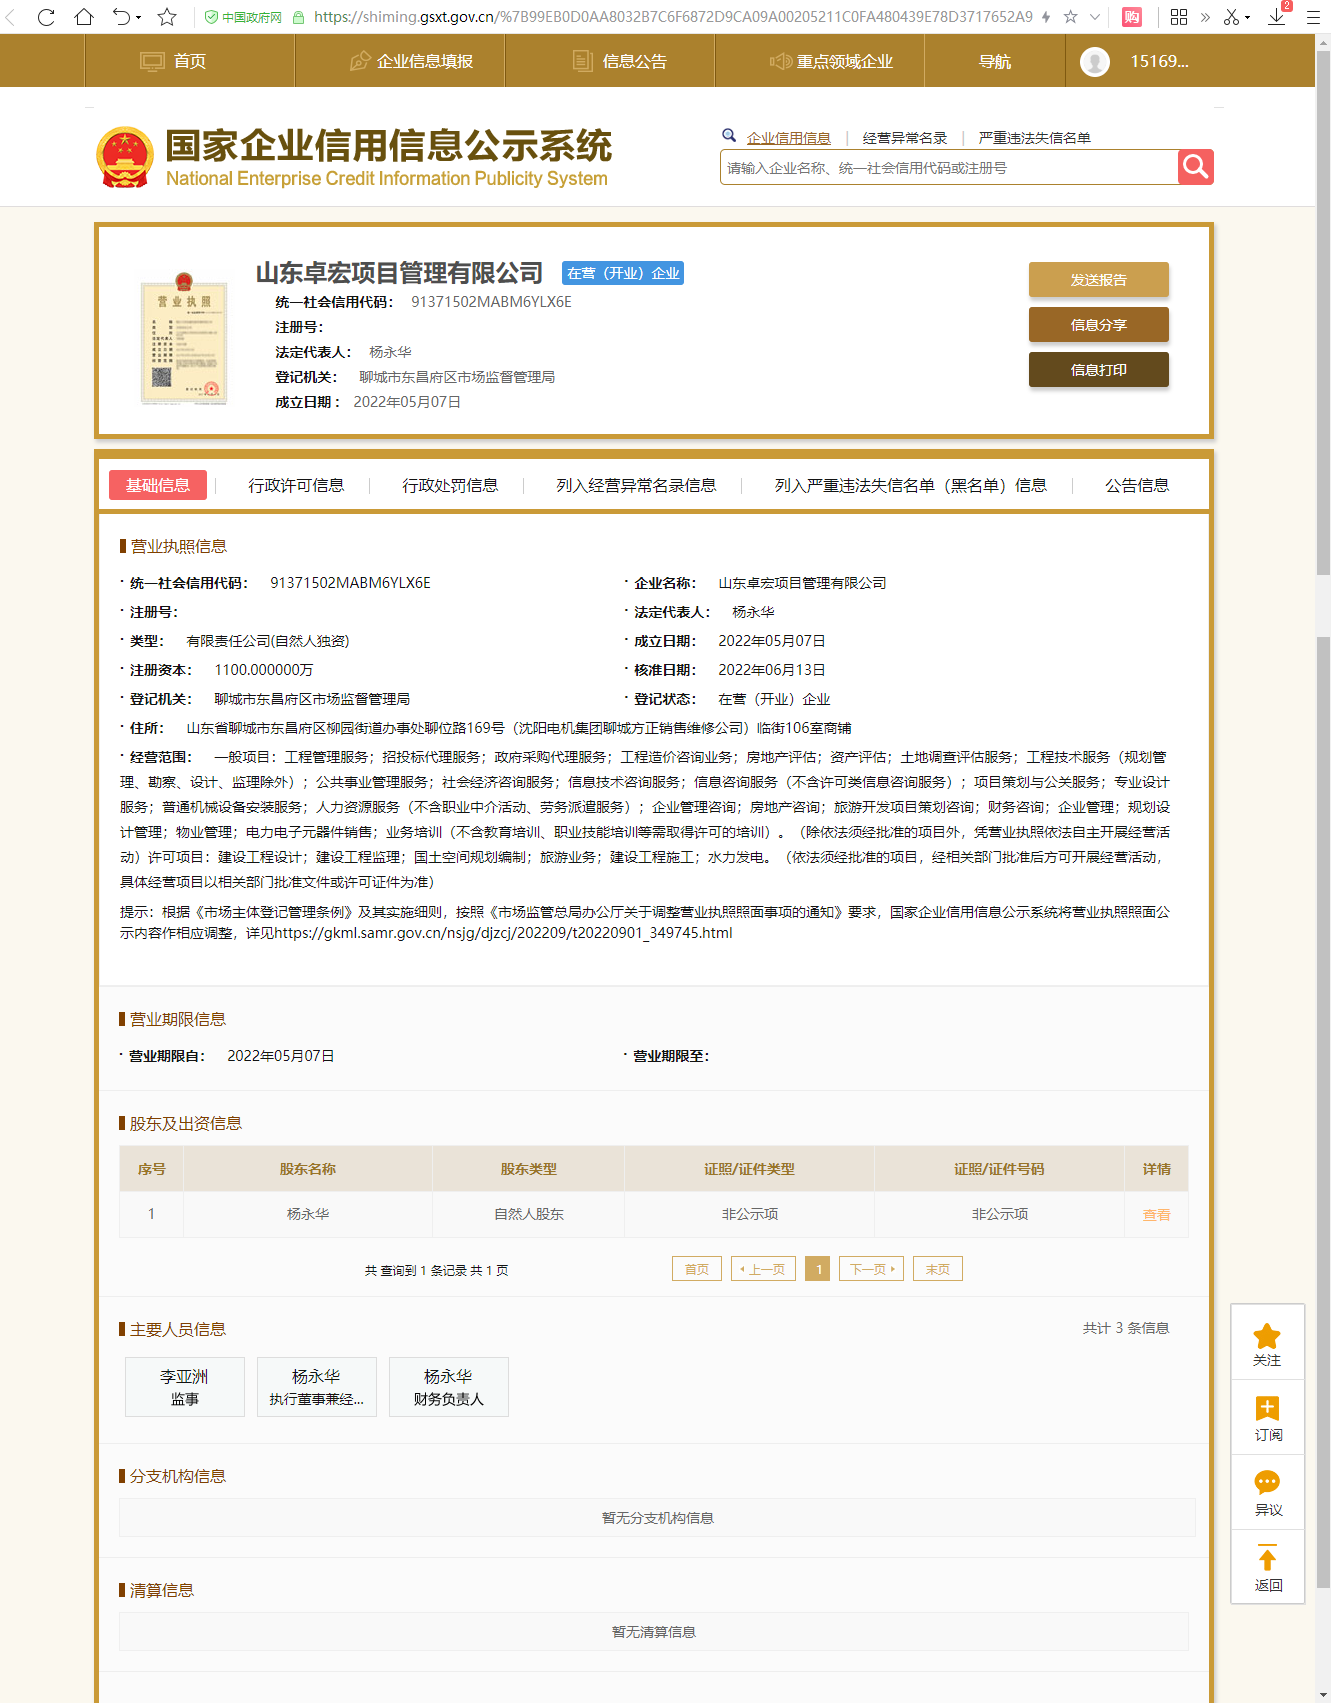 中国政府网
https://shiming.gsxt.gov.cn/%7B99EB0D0AA8032B7C6F6872D9CA09A00205211C0FA480439E78D3717652A9
购
2
首页
企业信息填报
信息公告
重点领域企业
导航
15169...
国家企业信用信息公示系统
National Enterprise Credit Information Publicity System
企业信用信息 | 经营异常名录 | 严重违法失信名单
请输入企业名称、统一社会信用代码或注册号
营业执照
山东卓宏项目管理有限公司 在营（开业）企业
统一社会信用代码： 91371502MABM6YLX6E
注册号：
法定代表人： 杨永华
登记机关： 聊城市东昌府区市场监督管理局
成立日期： 2022年05月07日
发送报告
信息分享
信息打印
基础信息 | 行政许可信息 | 行政处罚信息 | 列入经营异常名录信息 | 列入严重违法失信名单（黑名单）信息 | 公告信息
营业执照信息
· 统一社会信用代码： 91371502MABM6YLX6E
· 企业名称： 山东卓宏项目管理有限公司
· 注册号：
· 法定代表人： 杨永华
· 类型： 有限责任公司(自然人独资)
· 成立日期： 2022年05月07日
· 注册资本： 1100.000000万
· 核准日期： 2022年06月13日
· 登记机关： 聊城市东昌府区市场监督管理局
· 登记状态： 在营（开业）企业
· 住所： 山东省聊城市东昌府区柳园街道办事处聊位路169号（沈阳电机集团聊城方正销售维修公司）临街106室商铺
· 经营范围： 一般项目：工程管理服务；招投标代理服务；政府采购代理服务；工程造价咨询业务；房地产评估；资产评估；土地调查评估服务；工程技术服务（规划管
理、勘察、设计、监理除外）；公共事业管理服务；社会经济咨询服务；信息技术咨询服务；信息咨询服务（不含许可类信息咨询服务）；项目策划与公关服务；专业设计
服务；普通机械设备安装服务；人力资源服务（不含职业中介活动、劳务派遣服务）；企业管理咨询；房地产咨询；旅游开发项目策划咨询；财务咨询；企业管理；规划设
计管理；物业管理；电力电子元器件销售；业务培训（不含教育培训、职业技能培训等需取得许可的培训）。（除依法须经批准的项目外，凭营业执照依法自主开展经营活
动）许可项目：建设工程设计；建设工程监理；国土空间规划编制；旅游业务；建设工程施工；水力发电。（依法须经批准的项目，经相关部门批准后方可开展经营活动，
具体经营项目以相关部门批准文件或许可证件为准）
提示：根据《市场主体登记管理条例》及其实施细则，按照《市场监管总局办公厅关于调整营业执照照面事项的通知》要求，国家企业信用信息公示系统将营业执照照面公
示内容作相应调整，详见https://gkml.samr.gov.cn/nsjg/djzcj/202209/t20220901_349745.html
营业期限信息
· 营业期限自： 2022年05月07日
· 营业期限至：
股东及出资信息
序号 股东名称 股东类型 证照/证件类型 证照/证件号码 详情
1 杨永华 自然人股东 非公示项 非公示项 查看
共 查询到 1 条记录 共 1 页
首页 上一页 1 下一页 末页
主要人员信息
共计 3 条信息
李亚洲
监事
杨永华
执行董事兼经...
杨永华
财务负责人
分支机构信息
暂无分支机构信息
清算信息
暂无清算信息
关注
订阅
异议
返回